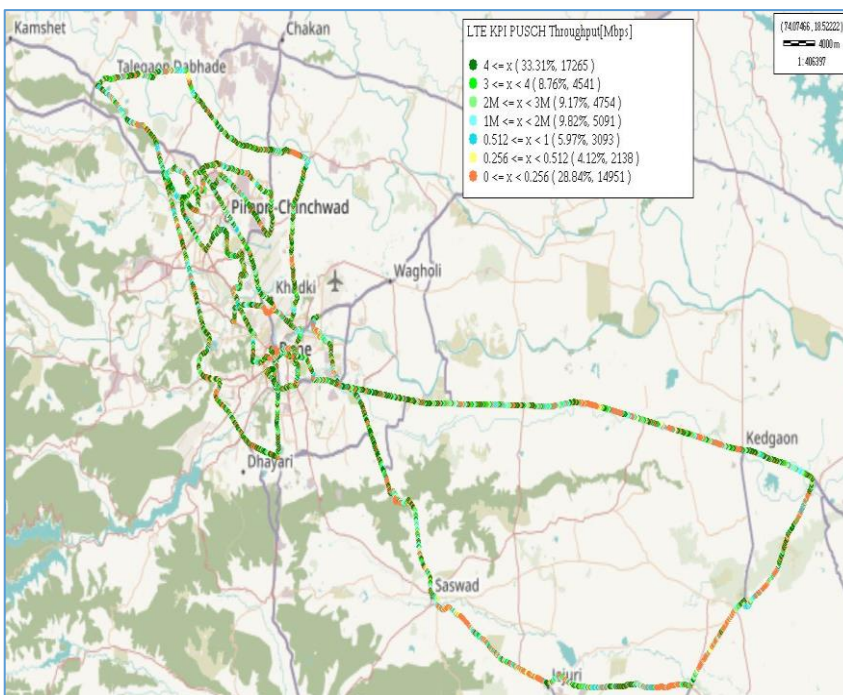 Kamshet
Chakan
Talegaon Dabhade
LTE KPI PUSCH Throughput[Mbps]
4 <= x ( 33.31%, 17265 )
3 <= x < 4 ( 8.76%, 4541 )
2M <= x < 3M ( 9.17%, 4754 )
1M <= x < 2M ( 9.82%, 5091 )
0.512 <= x < 1 ( 5.97%, 3093 )
0.256 <= x < 0.512 ( 4.12%, 2138 )
0 <= x < 0.256 ( 28.84%, 14951 )
(74.07466 , 18.52222 )
4000 m
1: 406397
Pimpri-Chinchwad
Wagholi
Khadki
Pune
Kedgaon
Dhayari
Saswad
Jejuri